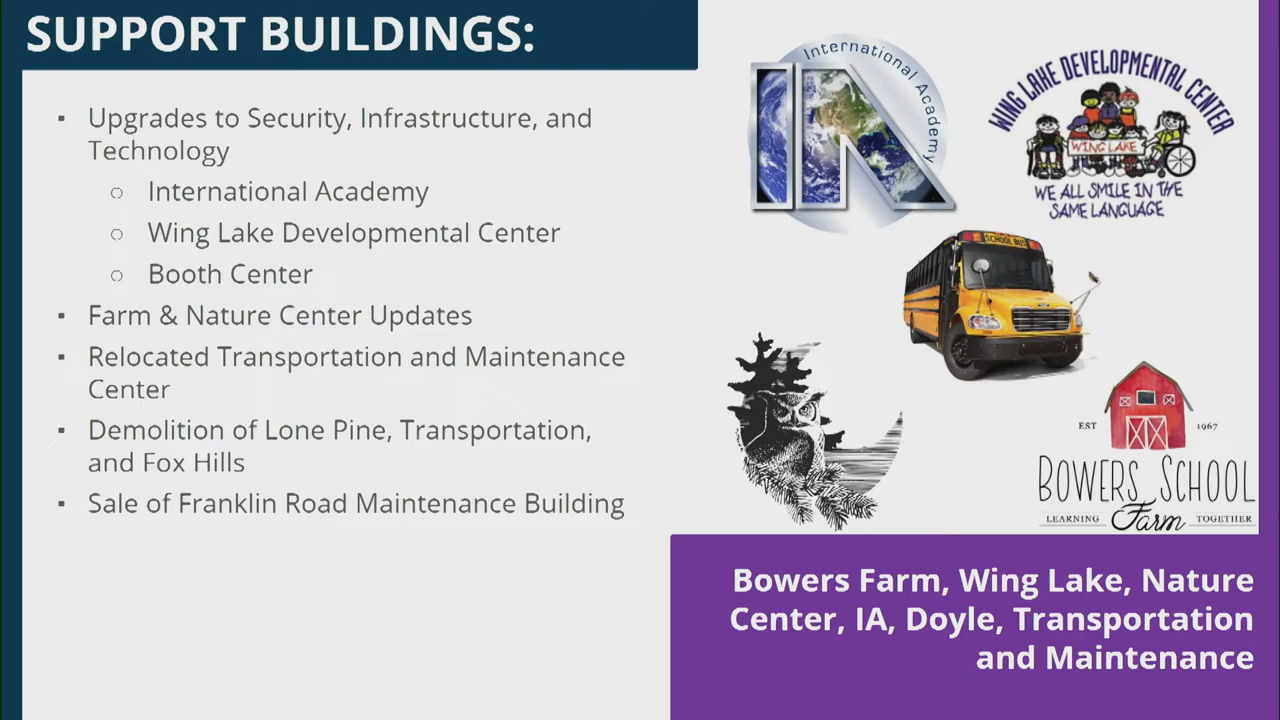 SUPPORT BUILDINGS:
▪ Upgrades to Security, Infrastructure, and
Technology
○ International Academy
○ Wing Lake Developmental Center
○ Booth Center
▪ Farm & Nature Center Updates
▪ Relocated Transportation and Maintenance
Center
▪ Demolition of Lone Pine, Transportation,
and Fox Hills
▪ Sale of Franklin Road Maintenance Building
International Academy
IA
WING LAKE DEVELOPMENTAL CENTER
WING LAKE
WE ALL SMILE IN THE
SAME LANGUAGE
SCHOOL BUS
EST 1967
BOWERS SCHOOL
LEARNING Farm TOGETHER
Bowers Farm, Wing Lake, Nature
Center, IA, Doyle, Transportation
and Maintenance